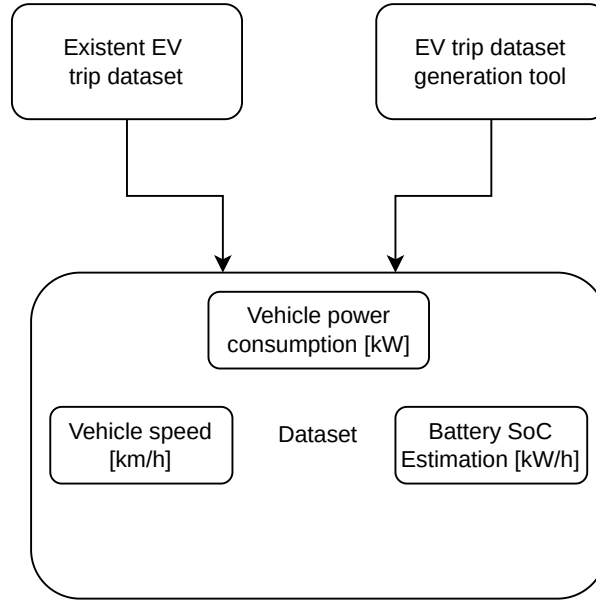 Existent EV
trip dataset
EV trip dataset
generation tool
Vehicle power
consumption [kW]
Vehicle speed
[km/h]
Dataset
Battery SoC
Estimation [kW/h]